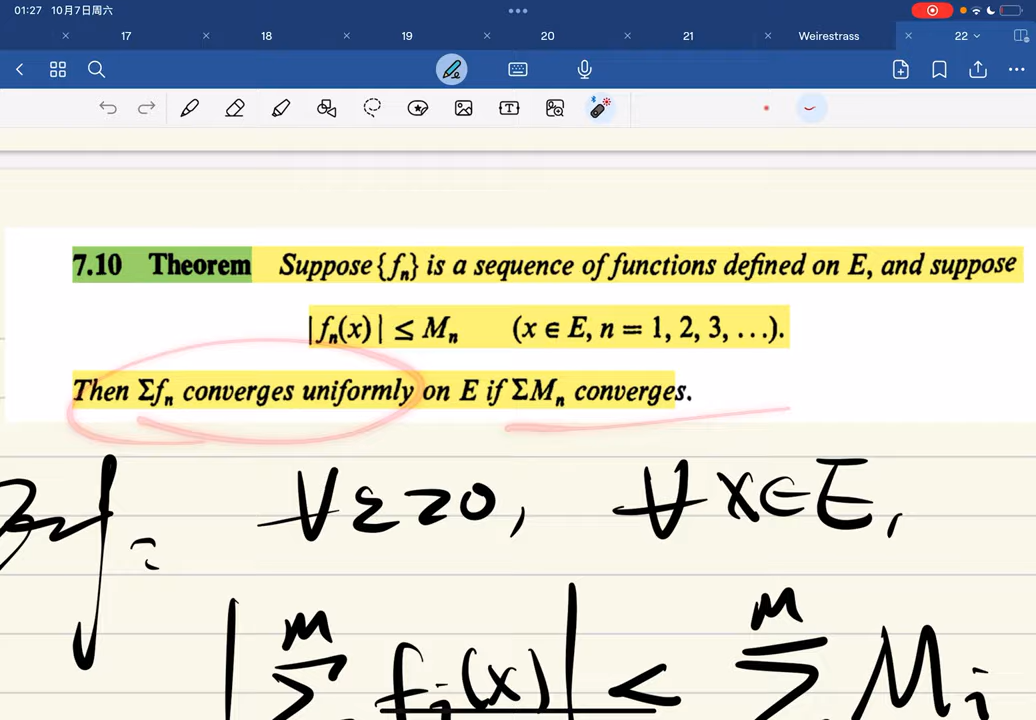 01:27 10月7日周六
17 18 19 20 21 Weirestrass 22
7.10 Theorem Suppose {fₙ} is a sequence of functions defined on E, and suppose
|fₙ(x)| ≤ Mₙ (x ∈ E, n = 1, 2, 3, ...).
Then Σfₙ converges uniformly on E if ΣMₙ converges.
∀ε>0, ∀x∈E,
|Σ^m fᵢ(x)| < Σ^m Mᵢ